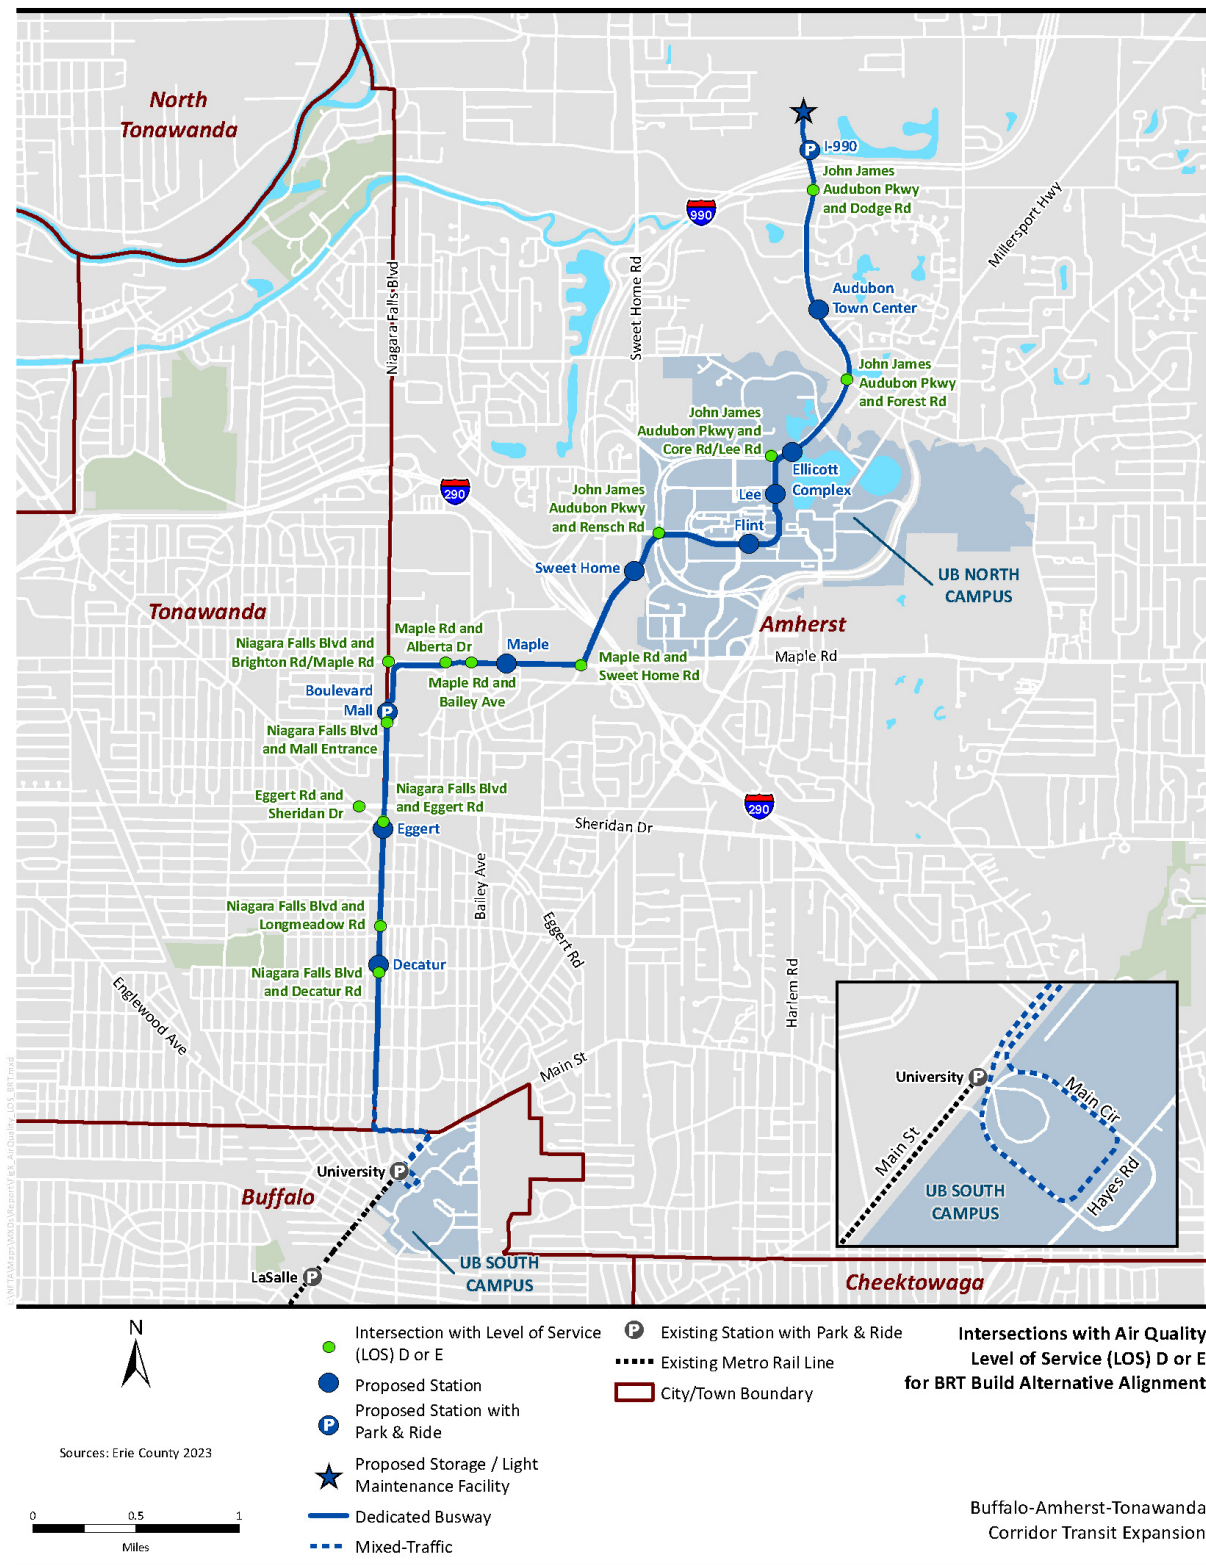 North
Tonawanda
I-990
John James
Audubon Pkwy
and Dodge Rd
990
Millersport Hwy
Niagara Falls Blvd
Sweet Home Rd
Audubon
Town Center
John James
Audubon Pkwy
and Forest Rd
John James
Audubon Pkwy and
Core Rd/Lee Rd
Ellicott
Complex
290
John James
Audubon Pkwy
and Rensch Rd
Lee
Flint
Sweet Home
UB NORTH
CAMPUS
Tonawanda
Amherst
Niagara Falls Blvd and
Brighton Rd/Maple Rd
Maple Rd and
Alberta Dr
Maple
Maple Rd
Maple Rd and
Sweet Home Rd
Maple Rd and
Bailey Ave
Boulevard
Mall
Niagara Falls Blvd
and Mall Entrance
Eggert Rd and
Sheridan Dr
Niagara Falls Blvd
and Eggert Rd
Eggert
Sheridan Dr
290
Bailey Ave
Eggert Rd
Niagara Falls Blvd and
Longmeadow Rd
Decatur
Niagara Falls Blvd
and Decatur Rd
Harlem Rd
Englewood Ave
Main St
University
Buffalo
UB SOUTH
CAMPUS
LaSalle
Cheektowaga
University
Main Cir
Main St
Hayes Rd
UB SOUTH
CAMPUS
N
Sources: Erie County 2023
0 0.5 1
Miles
Intersection with Level of Service
(LOS) D or E
Proposed Station
Proposed Station with
Park & Ride
Proposed Storage / Light
Maintenance Facility
Dedicated Busway
Mixed-Traffic
P Existing Station with Park & Ride
Existing Metro Rail Line
City/Town Boundary
Intersections with Air Quality
Level of Service (LOS) D or E
for BRT Build Alternative Alignment
Buffalo-Amherst-Tonawanda
Corridor Transit Expansion